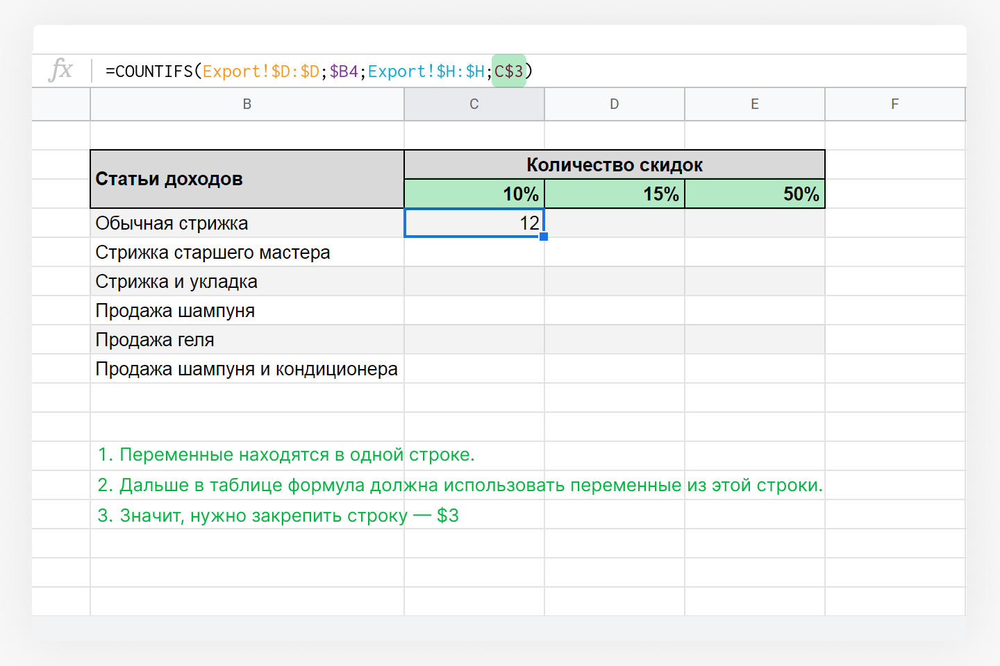 fx =COUNTIFS(Export!$D:$D;$B4;Export!$H:$H;C$3)
B C D E F
Статьи доходов
Количество скидок
10% 15% 50%
Обычная стрижка 12
Стрижка старшего мастера
Стрижка и укладка
Продажа шампуня
Продажа геля
Продажа шампуня и кондиционера
1. Переменные находятся в одной строке.
2. Дальше в таблице формула должна использовать переменные из этой строки.
3. Значит, нужно закрепить строку — $3